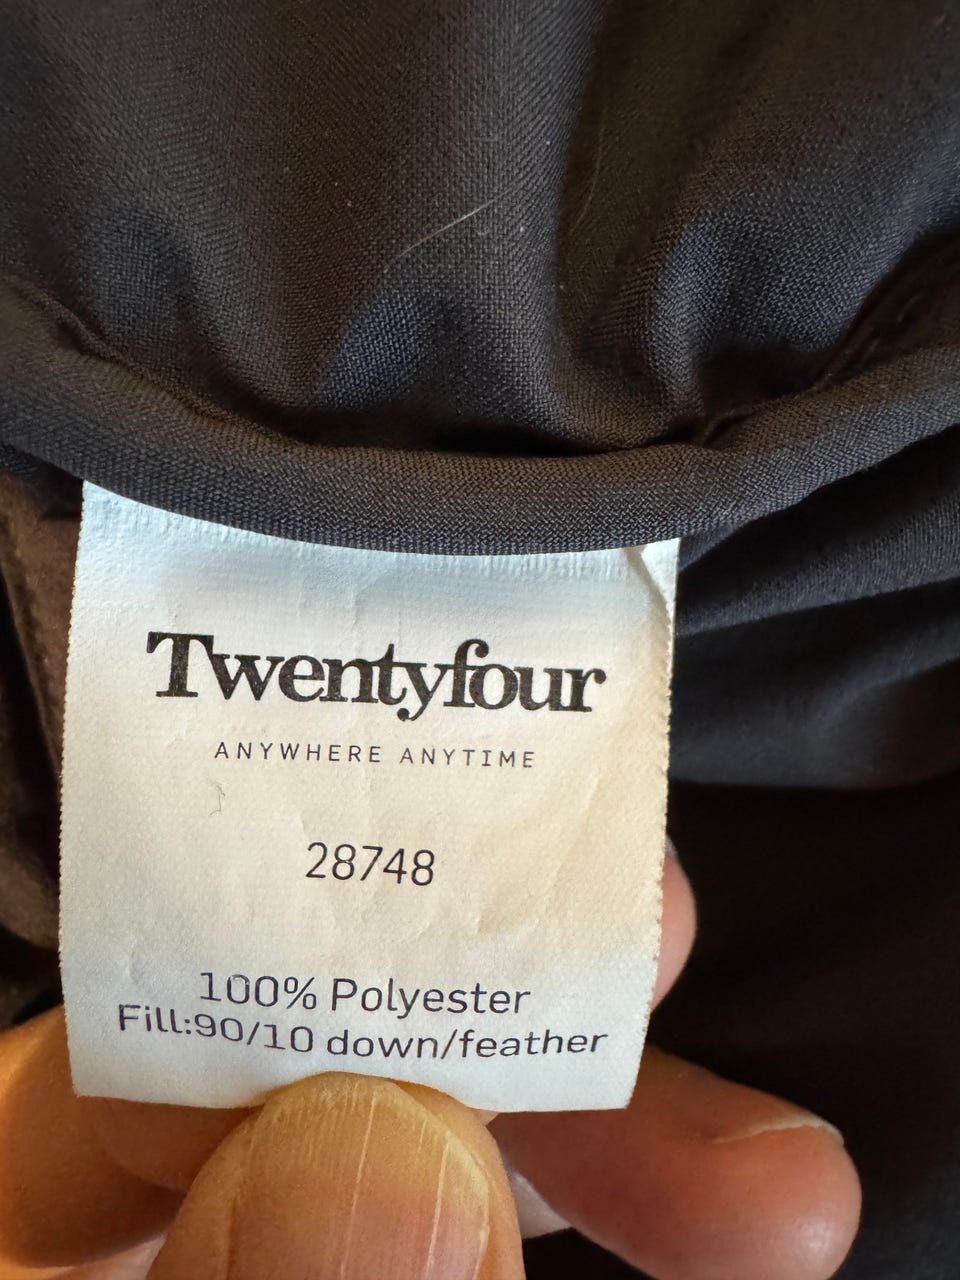 Twentyfour
ANYWHERE ANYTIME
28748
100% Polyester
Fill:90/10 down/feather